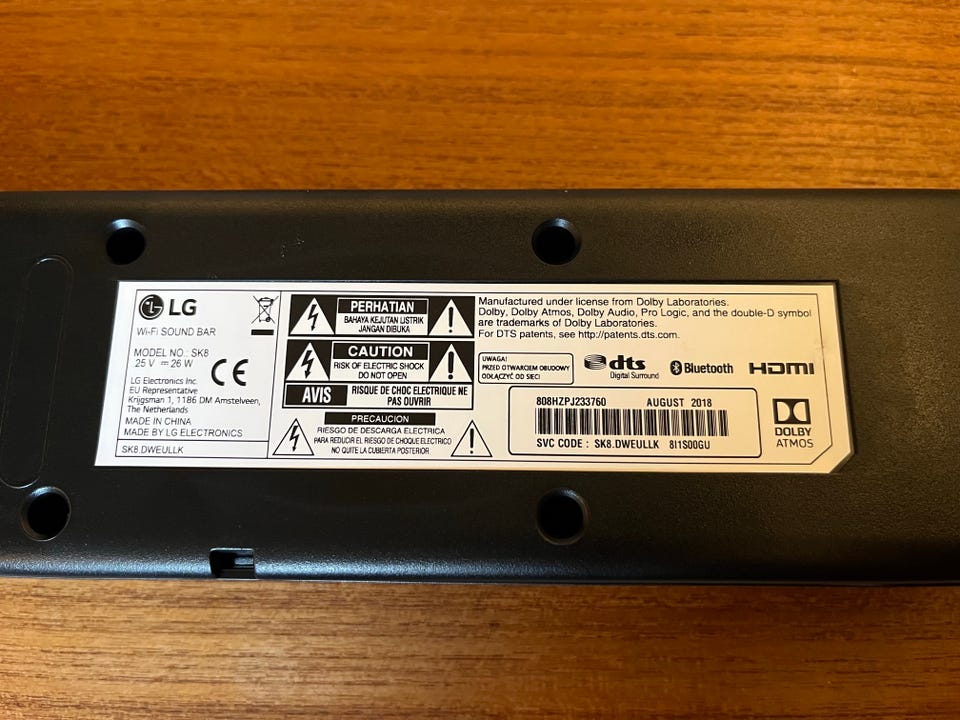 LG
Wi-Fi SOUND BAR
MODEL NO.: SK8
25 V ⎓ 26 W
LG Electronics Inc.
EU Representative
Krijgsman 1, 1186 DM Amstelveen,
The Netherlands
MADE IN CHINA
MADE BY LG ELECTRONICS
SK8.DWEULLK
CE
PERHATIAN
BAHAYA KEJUTAN LISTRIK
JANGAN DIBUKA
CAUTION
RISK OF ELECTRIC SHOCK
DO NOT OPEN
AVIS
RISQUE DE CHOC ELECTRIQUE NE
PAS OUVRIR
PRECAUCION
RIESGO DE DESCARGA ELECTRICA
PARA REDUCIR EL RIESGO DE CHOQUE ELECTRICO
NO QUITE LA CUBIERTA POSTERIOR.
Manufactured under license from Dolby Laboratories.
Dolby, Dolby Atmos, Dolby Audio, Pro Logic, and the double-D symbol
are trademarks of Dolby Laboratories.
For DTS patents, see http://patents.dts.com.
UWAGA!
PRZED OTWARCIEM OBUDOWY
ODŁĄCZYĆ OD SIECI
dts
Digital Surround
Bluetooth
HDMI
808HZPJ233760 AUGUST 2018
SVC CODE : SK8.DWEULLK 8I1S00GU
DOLBY
ATMOS